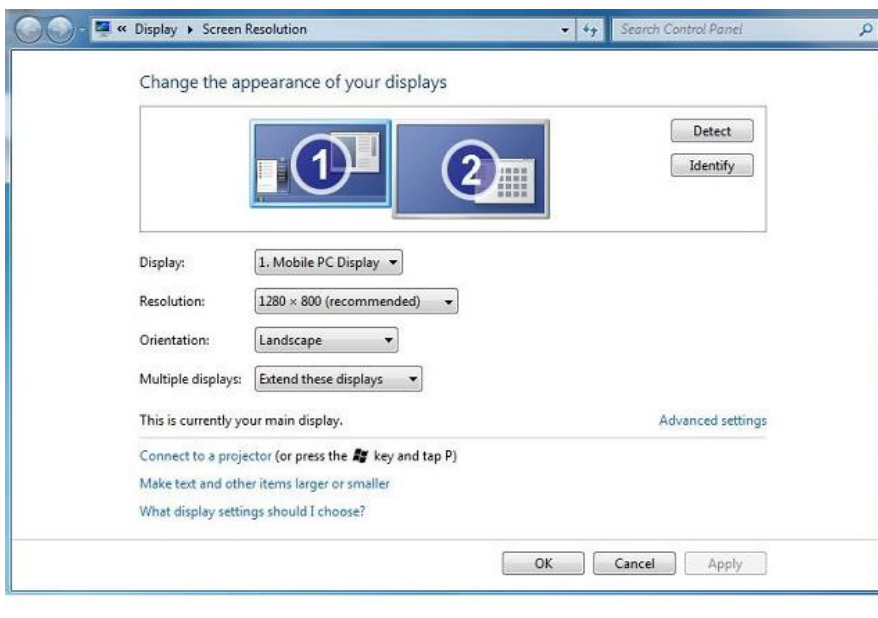 « Display ▸ Screen Resolution
Search Control Panel
Change the appearance of your displays
1
2
Detect
Identify
Display: 1. Mobile PC Display
Resolution: 1280 × 800 (recommended)
Orientation: Landscape
Multiple displays: Extend these displays
This is currently your main display. Advanced settings
Connect to a projector (or press the key and tap P)
Make text and other items larger or smaller
What display settings should I choose?
OK Cancel Apply